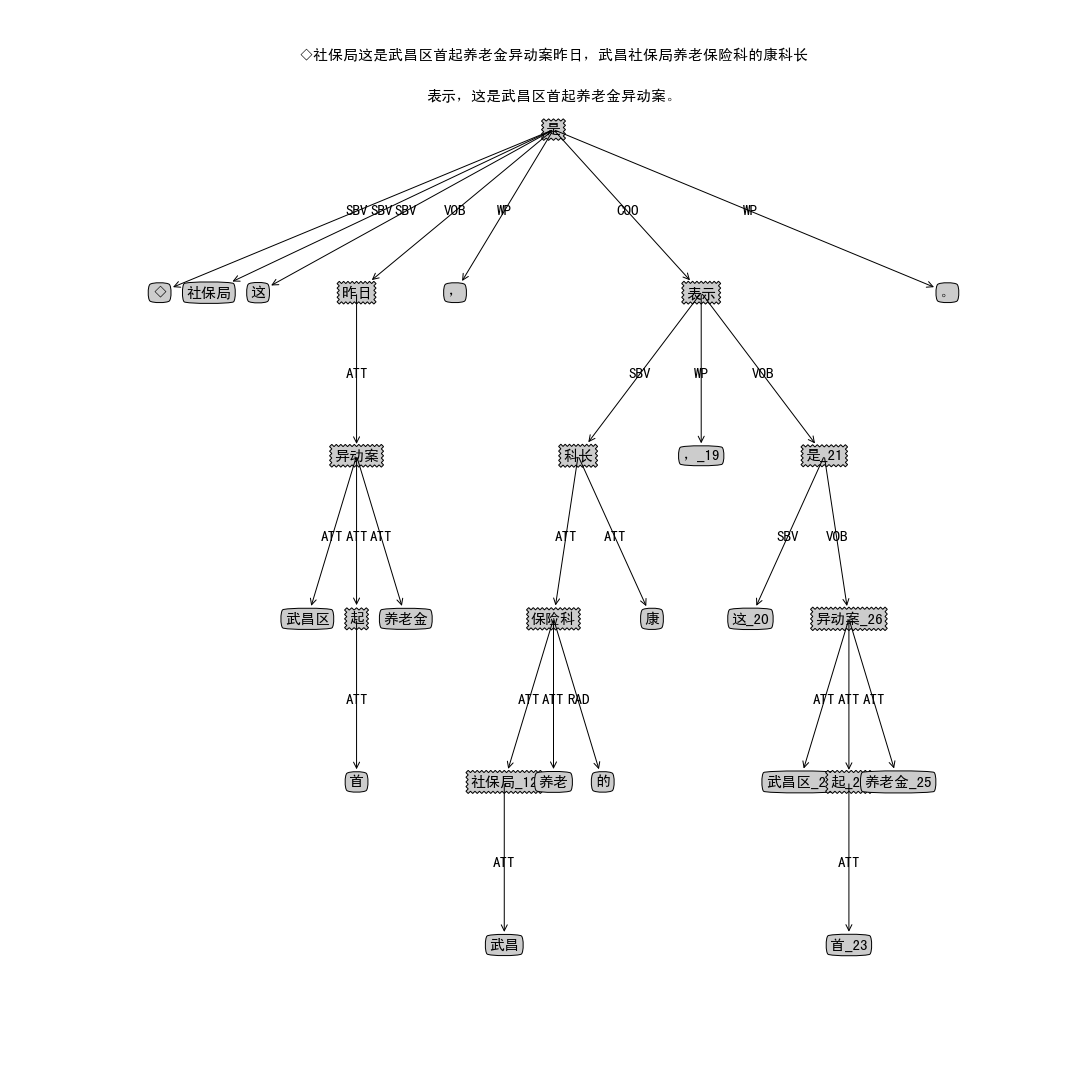 ◇社保局这是武昌区首起养老金异动案昨日，武昌社保局养老保险科的康科长
表示，这是武昌区首起养老金异动案。
是
SBV SBV SBV VOB WP COO WP
◇ 社保局 这 昨日 ， 表示 。
ATT SBV WP VOB
异动案 科长 ，_19 是_21
ATT ATT ATT ATT ATT SBV VOB
武昌区 起 养老金 保险科 康 这_20 异动案_26
ATT ATT ATT RAD ATT ATT ATT
首 社保局_12 养老 的 武昌区_2 起_2 养老金_25
ATT ATT
武昌 首_23